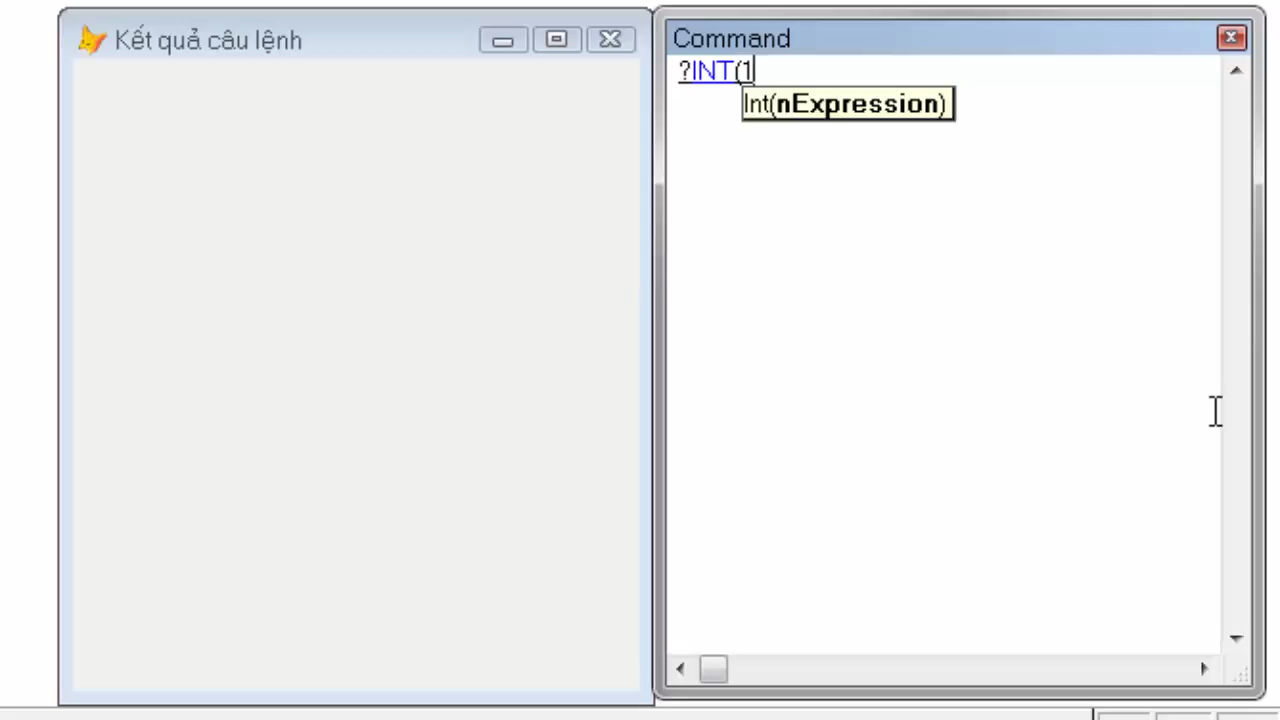 Kết quả câu lệnh
Command
?INT(1
Int(nExpression)